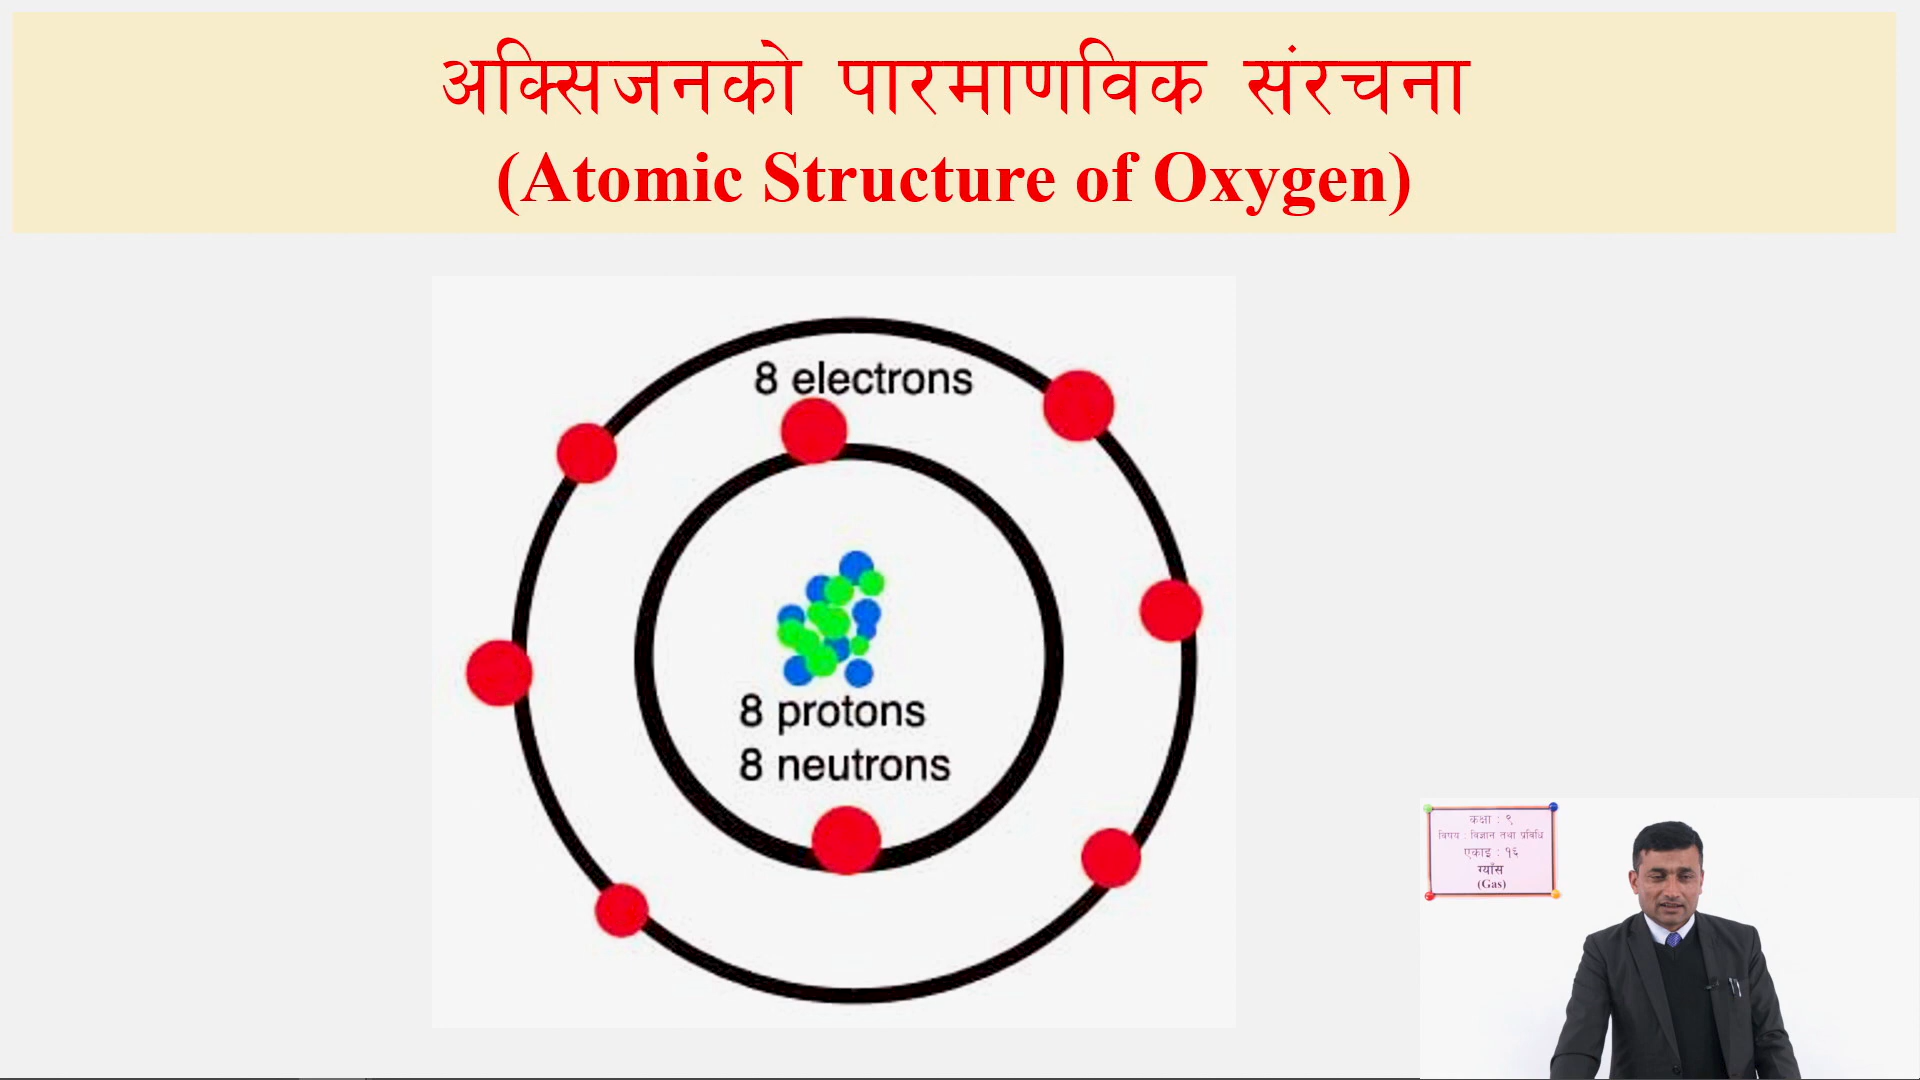 अक्सिजनको पारमाणविक संरचना
(Atomic Structure of Oxygen)
8 electrons
8 protons
8 neutrons
कक्षा : ९
विषय : विज्ञान तथा प्रविधि
एकाइ : १६
ग्याँस
(Gas)